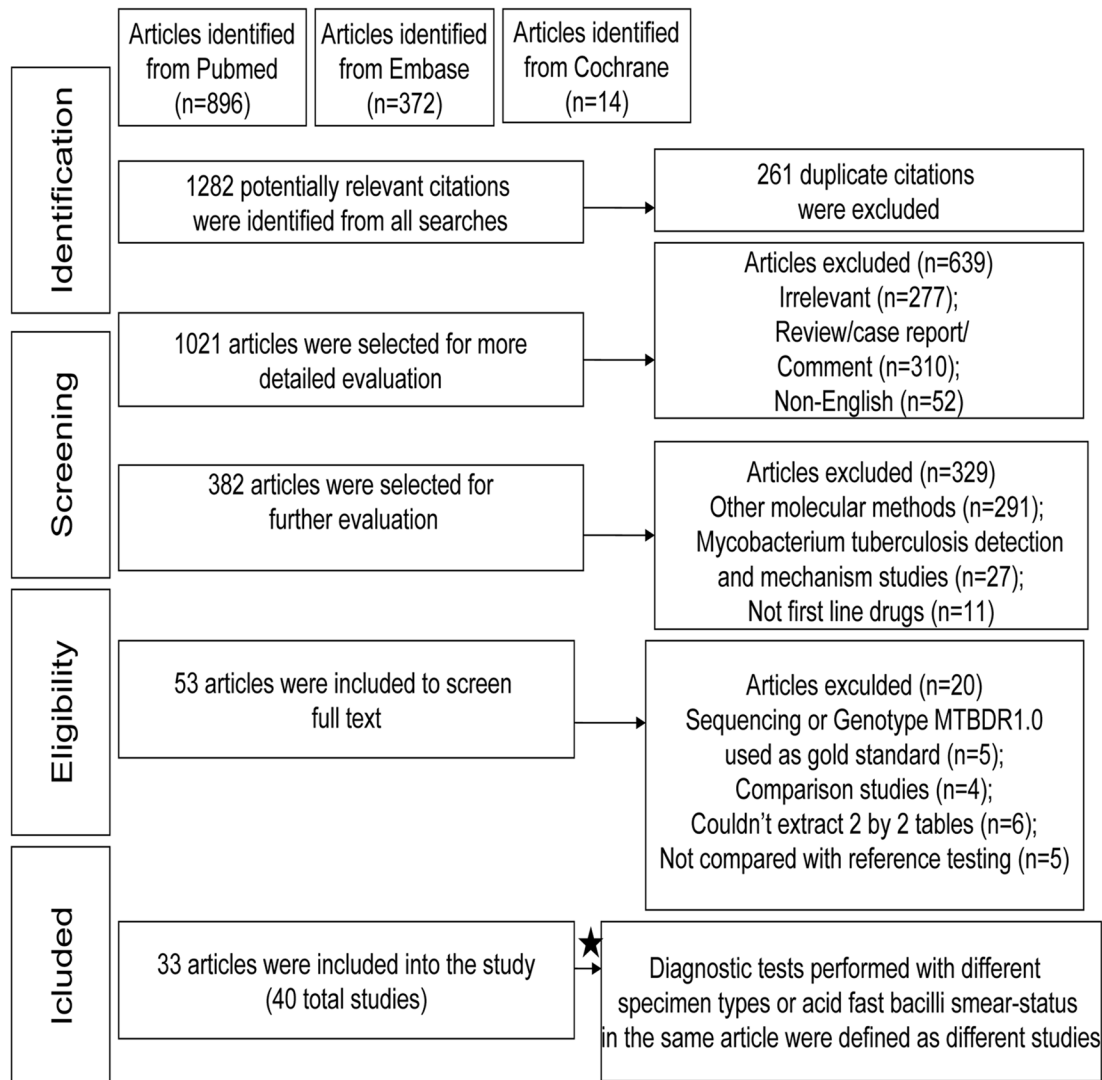 Articles identified
from Pubmed
(n=896)
Articles identified
from Embase
(n=372)
Articles identified
from Cochrane
(n=14)
Identification
1282 potentially relevant citations
were identified from all searches
261 duplicate citations
were excluded
1021 articles were selected for more
detailed evaluation
Articles excluded (n=639)
Irrelevant (n=277);
Review/case report/
Comment (n=310);
Non-English (n=52)
Screening
382 articles were selected for
further evaluation
Articles excluded (n=329)
Other molecular methods (n=291);
Mycobacterium tuberculosis detection
and mechanism studies (n=27);
Not first line drugs (n=11)
Eligibility
53 articles were included to screen
full text
Articles exculded (n=20)
Sequencing or Genotype MTBDR1.0
used as gold standard (n=5);
Comparison studies (n=4);
Couldn't extract 2 by 2 tables (n=6);
Not compared with reference testing (n=5)
Icluded
33 articles were included into the study
(40 total studies)
Diagnostic tests performed with different
specimen types or acid fast bacilli smear-status
in the same article were defined as different studies